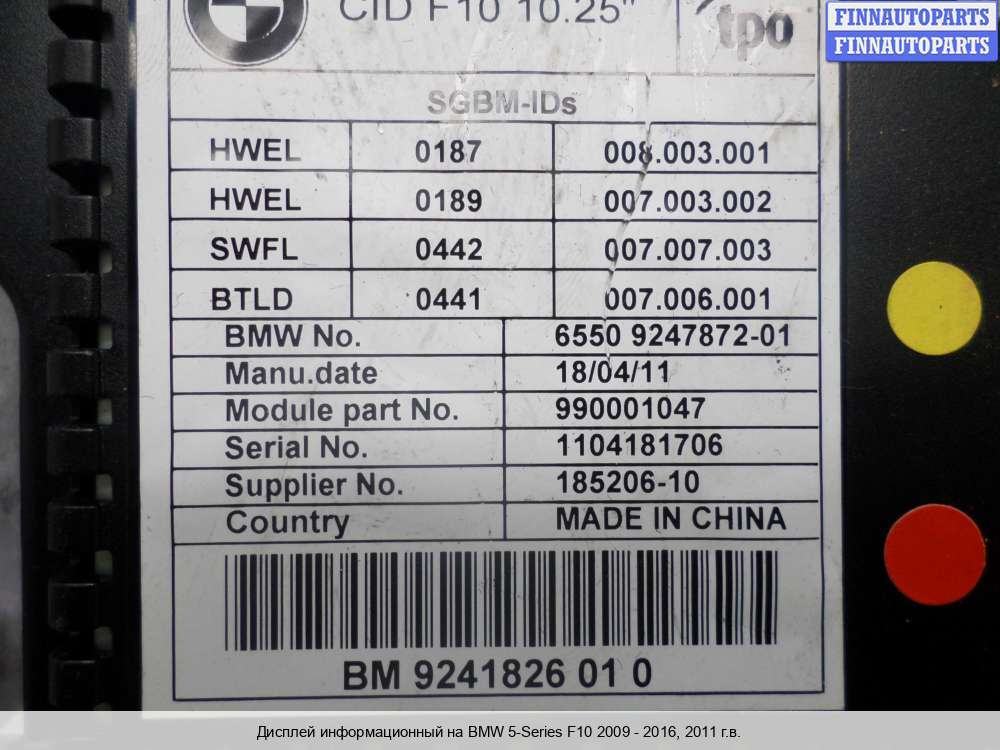 CID F10 10.25"
tpo
FINNAUTOPARTS
FINNAUTOPARTS
SGBM-IDs
HWEL 0187 008.003.001
HWEL 0189 007.003.002
SWFL 0442 007.007.003
BTLD 0441 007.006.001
BMW No. 6550 9247872-01
Manu.date 18/04/11
Module part No. 990001047
Serial No. 1104181706
Supplier No. 185206-10
Country MADE IN CHINA
BM 9241826 01 0
Дисплей информационный на BMW 5-Series F10 2009 - 2016, 2011 г.в.